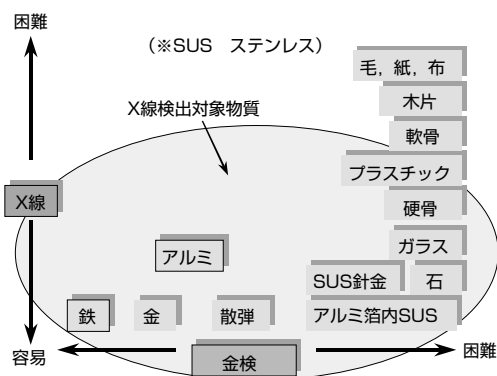 困難
（※SUS　ステンレス）
毛，紙，布
木片
X線検出対象物質
軟骨
プラスチック
X線
硬骨
ガラス
アルミ
SUS針金
石
鉄
金
散弾
アルミ箔内SUS
容易
金検
困難